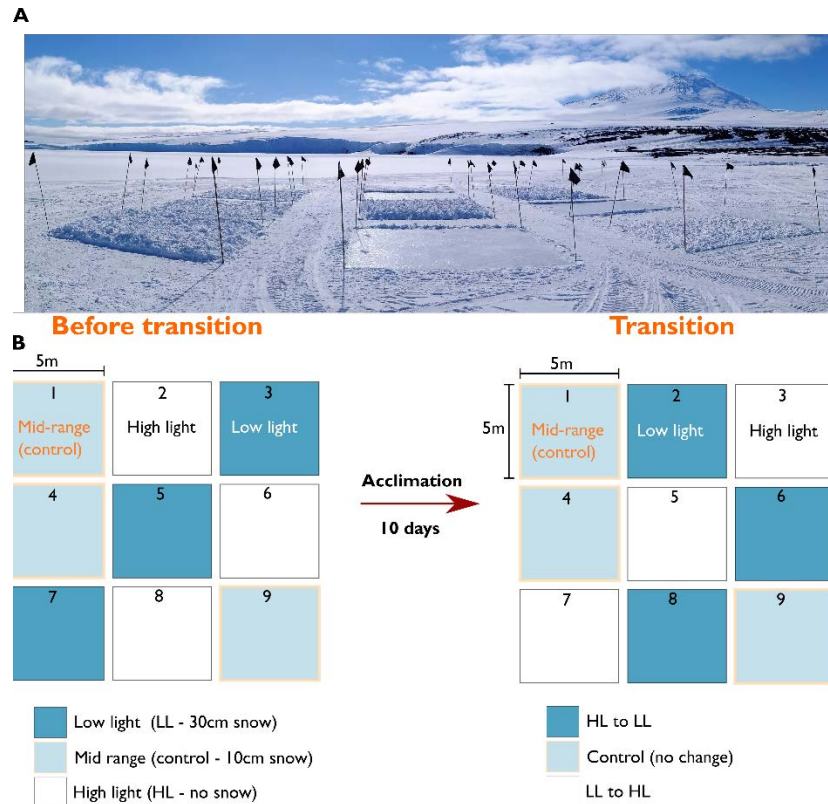 A
Before transition
Transition
B
5m
1
Mid-range
(control)
2
High light
3
Low light
4
5
6
7
8
9
Acclimation
10 days
5m
5m
1
Mid-range
(control)
2
Low light
3
High light
4
5
6
7
8
9
Low light (LL - 30cm snow)
Mid range (control - 10cm snow)
High light (HL - no snow)
HL to LL
Control (no change)
LL to HL